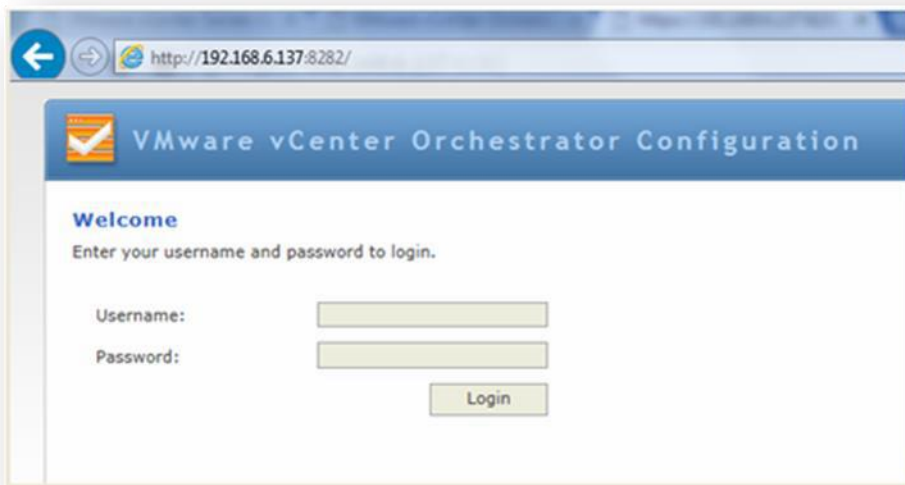 http://192.168.6.137:8282/
VMware vCenter Orchestrator Configuration
Welcome
Enter your username and password to login.
Username:
Password:
Login